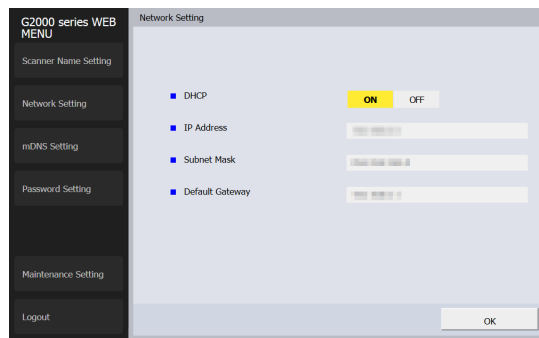 G2000 series WEB
MENU
Network Setting
Scanner Name Setting
Network Setting
mDNS Setting
Password Setting
Maintenance Setting
Logout
DHCP
ON OFF
IP Address
Subnet Mask
Default Gateway
OK